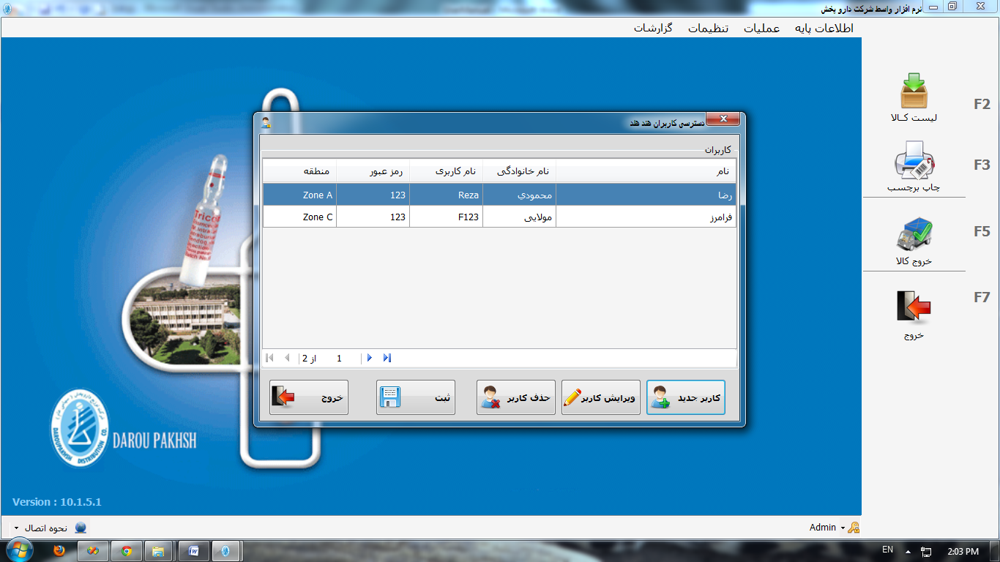 نرم افزار واسط شرکت دارو بخش
اطلاعات پایه
عملیات
تنظیمات
گزارشات
F2
لیست کـالا
F3
چاپ برچسب
F5
خروج کالا
F7
خروج
دسترسی کاربران هلد هلد
کاربران
نام نام خانوادگی نام کاربری رمز عبور منطقه
رضا محمودي Reza 123 Zone A
فرامرز مولایی F123 123 Zone C
1 از 2
کاربر جدید
ویرایش کاربر
حذف کاربر
ثبت
خروج
Tricat
DAROUPAKHSH DISTRIBUTION CO.
DAROU PAKHSH
Version : 10.1.5.1
Admin
نحوه اتصال
EN
2:03 PM